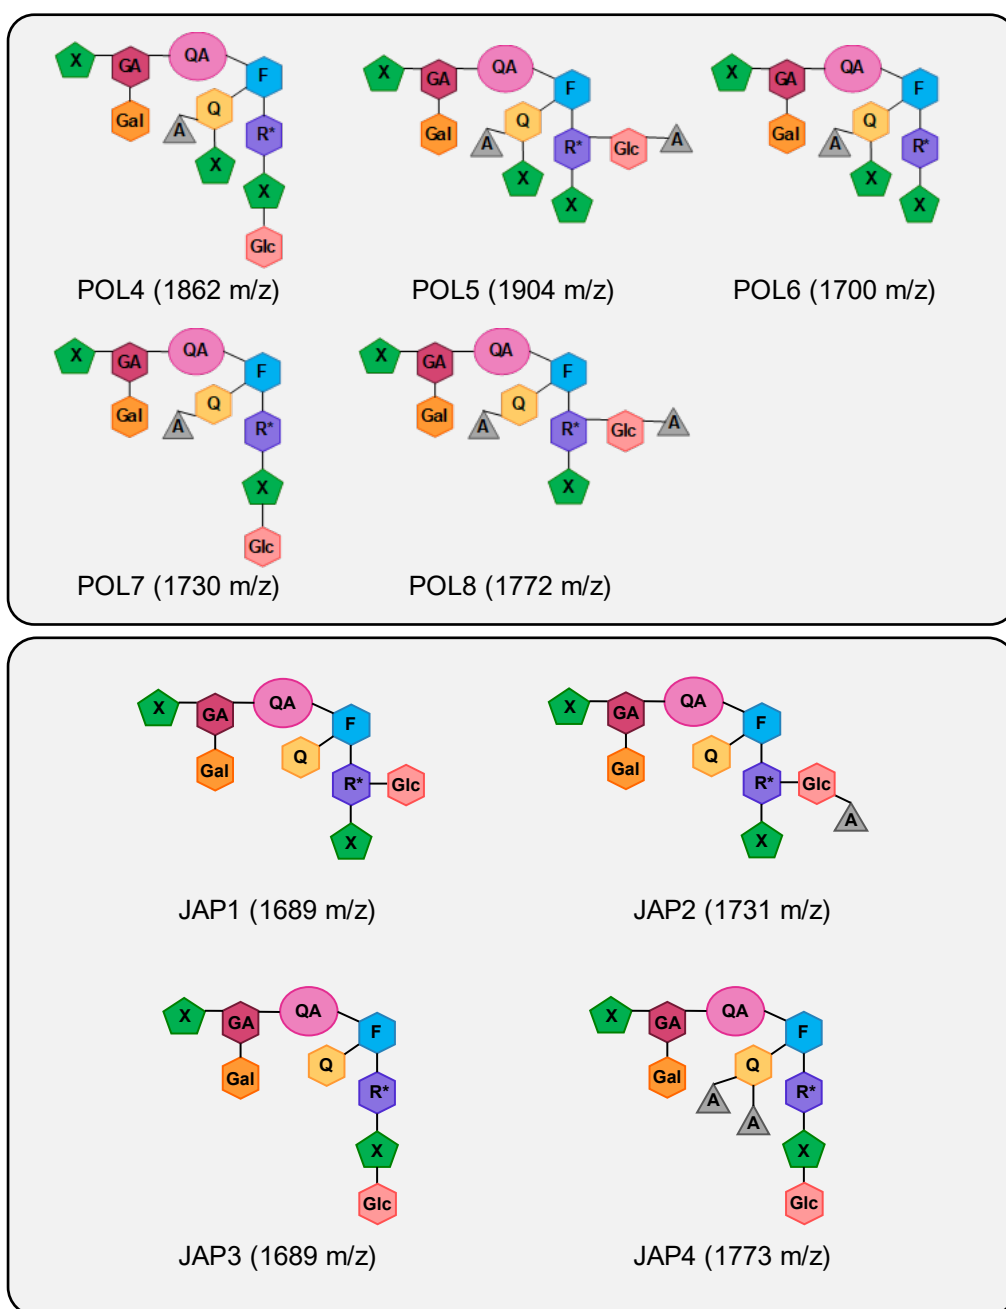 X GA QA F
Gal A Q R*
X X
Glc
POL4 (1862 m/z)
X GA QA F
Gal A Q R* Glc A
X X
POL5 (1904 m/z)
X GA QA F
Gal A Q R*
X X
POL6 (1700 m/z)
X GA QA F
Gal A Q R*
X
Glc
POL7 (1730 m/z)
X GA QA F
Gal A Q R* Glc A
X
POL8 (1772 m/z)
X GA QA F
Gal Q R* Glc
X
JAP1 (1689 m/z)
X GA QA F
Gal Q R* Glc
X A
JAP2 (1731 m/z)
X GA QA F
Gal Q R*
X
Glc
JAP3 (1689 m/z)
X GA QA F
Gal Q R*
A A X
Glc
JAP4 (1773 m/z)